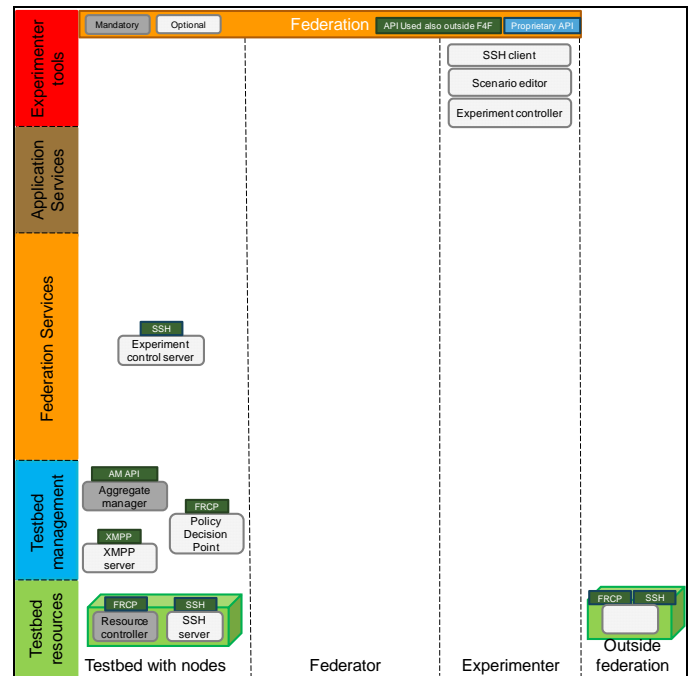 Mandatory
Optional
Federation
API Used also outside F4F
Proprietary API
Experimenter
tools
SSH client
Scenario editor
Experiment controller
Application
Services
Federation Services
SSH
Experiment
control server
Testbed
management
AM API
Aggregate
manager
FRCP
Policy
Decision
Point
XMPP
XMPP
server
Testbed
resources
FRCP
Resource
controller
SSH
SSH
server
FRCP
SSH
Testbed with nodes
Federator
Experimenter
Outside
federation